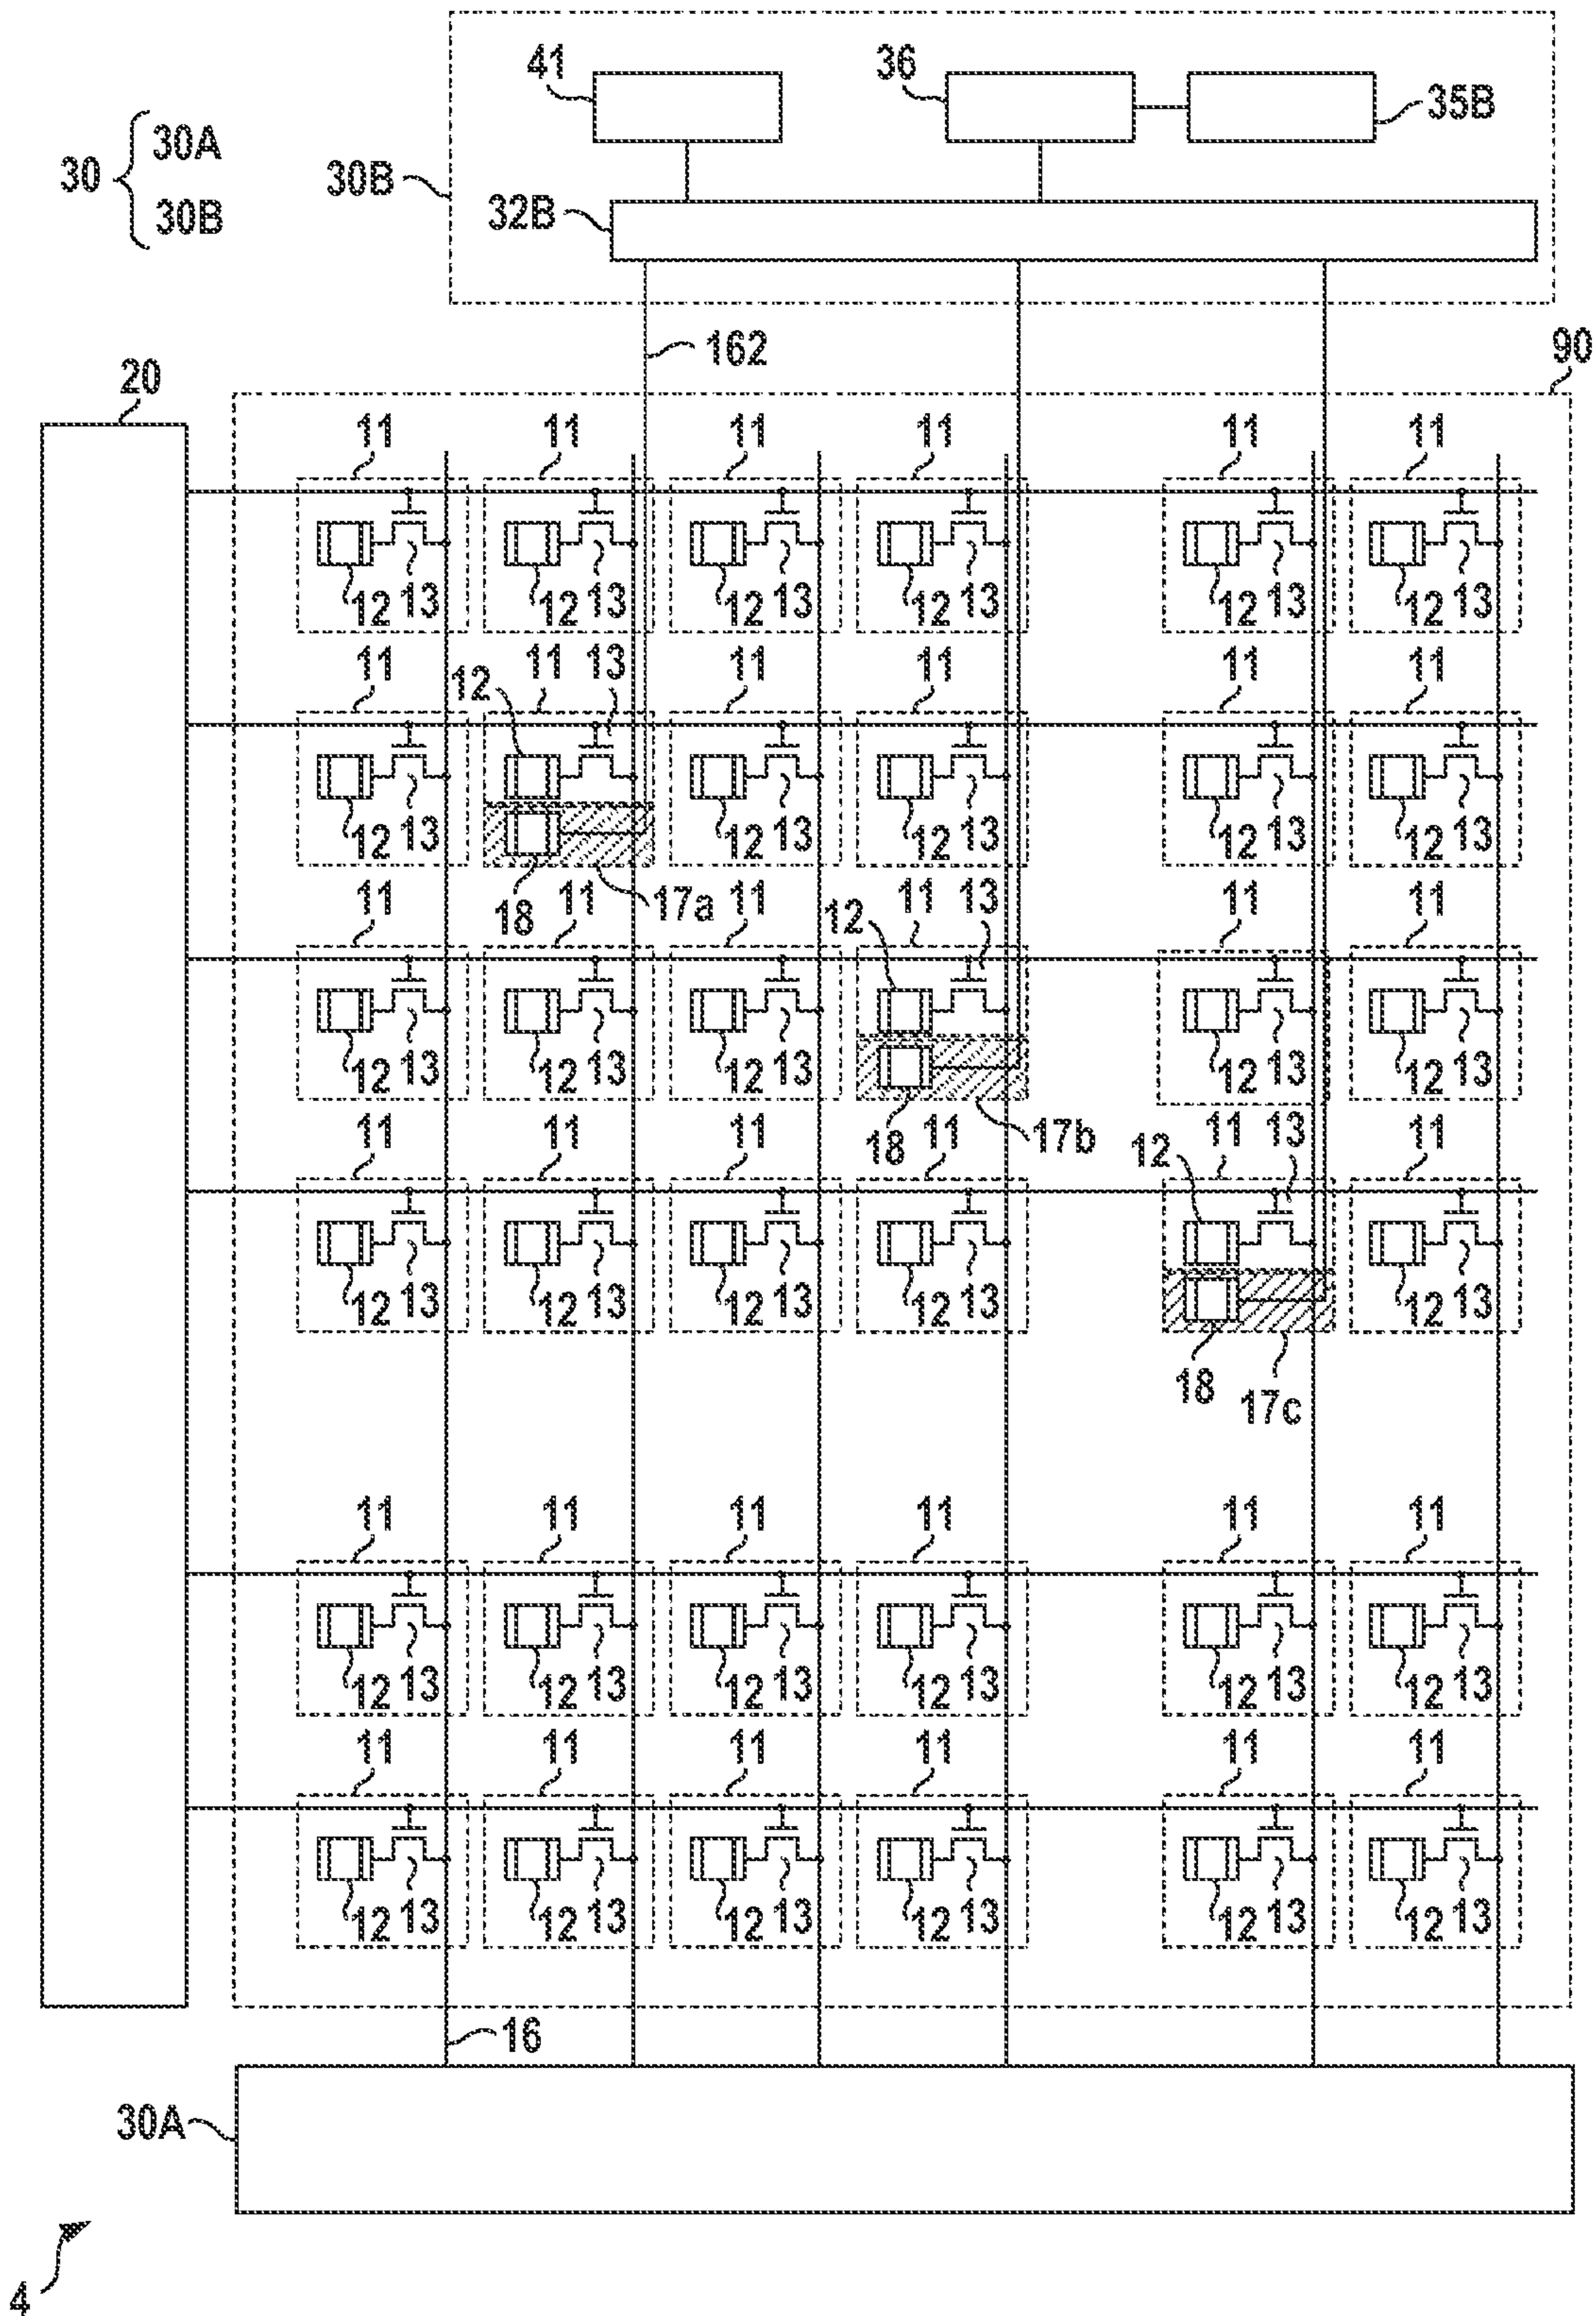 41 36 35B
30 30A 30B
30B
32B
162
90
20
11 11 11 11 11 11
12 13 12 13 12 13 12 13 12 13 12 13
11 12 11 13 11 11 11 11
12 13 12 13 12 13 12 13 12 13
18 17a
11 11 11 12 11 13 11 11
12 13 12 13 12 13 12 13 12 13
18 17b
11 11 11 11 12 11 13 11
12 13 12 13 12 13 12 13 12 13
18 17c
11 11 11 11 11 11
12 13 12 13 12 13 12 13 12 13 12 13
11 11 11 11 11 11
12 13 12 13 12 13 12 13 12 13 12 13
16
30A
4